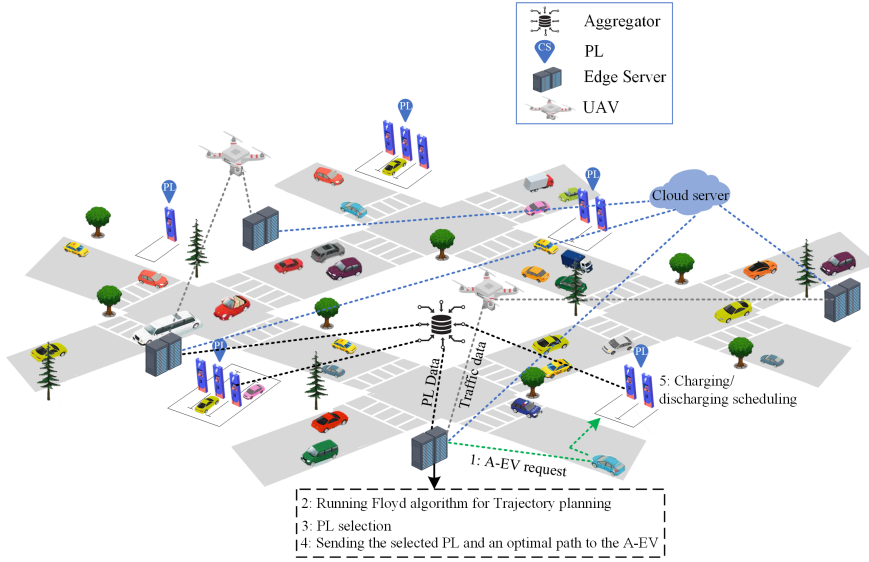 Aggregator
CS
PL
Edge Server
UAV
PL
PL
PL
Cloud server
PL
PL
PL Data
Traffic data
5: Charging/
discharging scheduling
1: A-EV request
2: Running Floyd algorithm for Trajectory planning
3: PL selection
4: Sending the selected PL and an optimal path to the A-EV